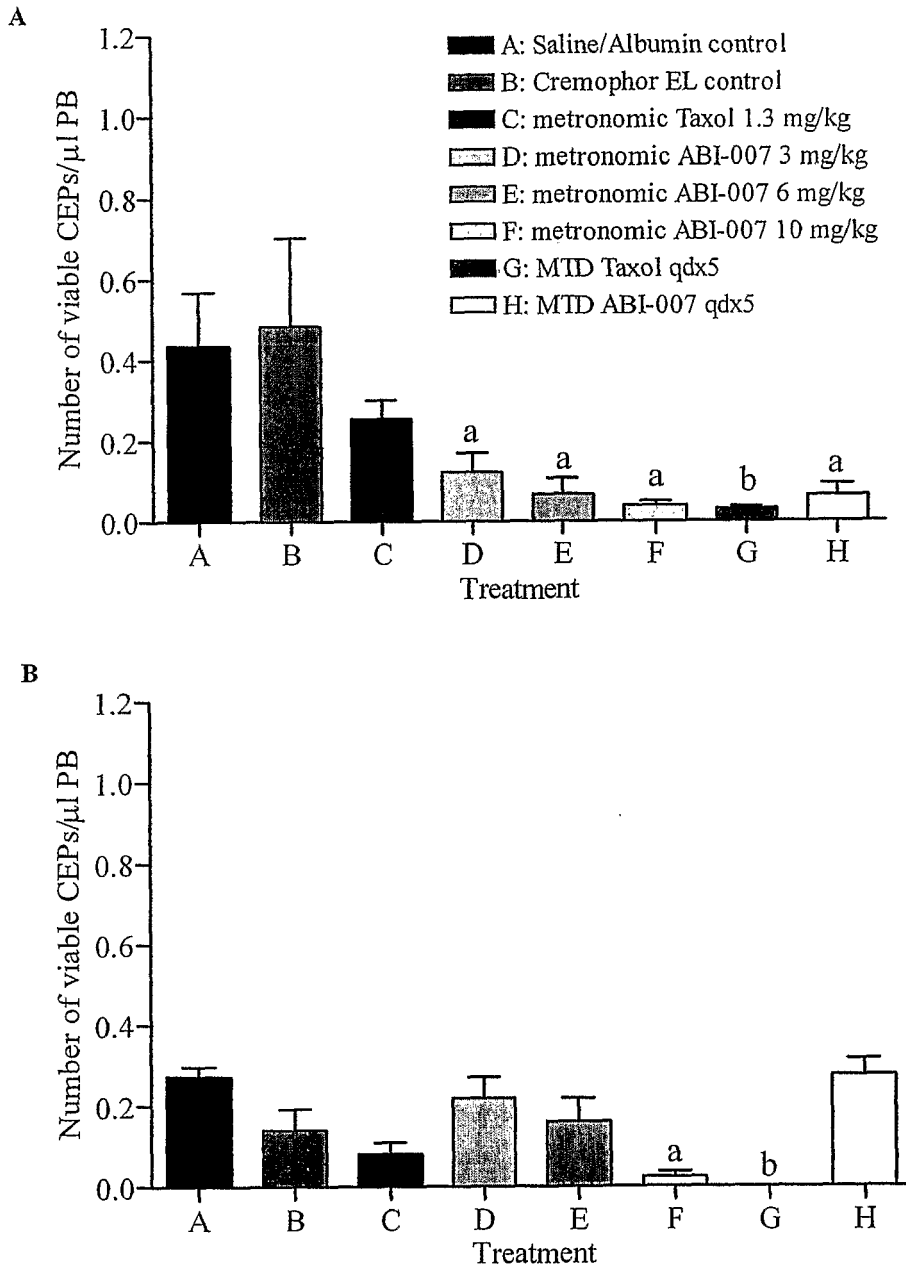 A
1.2
1.0
0.8
0.6
0.4
0.2
0.0
Number of viable CEPs/µl PB
A: Saline/Albumin control
B: Cremophor EL control
C: metronomic Taxol 1.3 mg/kg
D: metronomic ABI-007 3 mg/kg
E: metronomic ABI-007 6 mg/kg
F: metronomic ABI-007 10 mg/kg
G: MTD Taxol qdx5
H: MTD ABI-007 qdx5
a a a b a
A B C D E F G H
Treatment
B
1.2
1.0
0.8
0.6
0.4
0.2
0.0
Number of viable CEPs/µl PB
a b
A B C D E F G H
Treatment